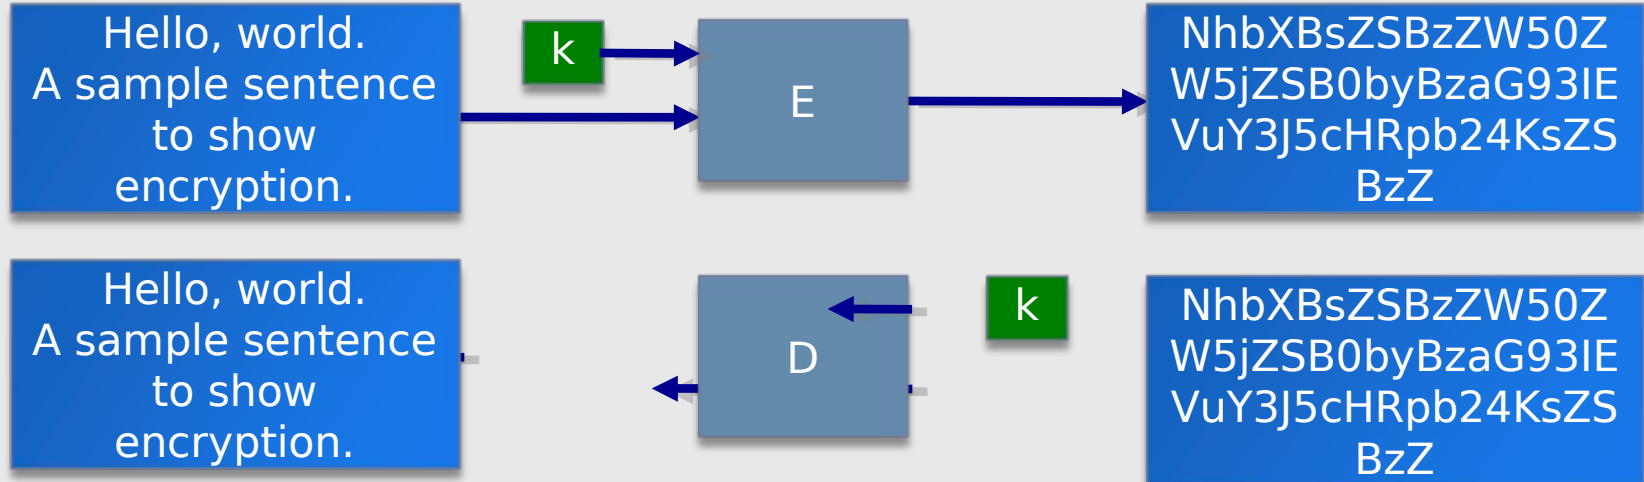 Hello, world.
A sample sentence
to show
encryption.
k
E
NhbXBsZSBzZW50Z
W5jZSB0byBzaG93IE
VuY3J5cHRpb24KsZS
BzZ
Hello, world.
A sample sentence
to show
encryption.
D
k
NhbXBsZSBzZW50Z
W5jZSB0byBzaG93IE
VuY3J5cHRpb24KsZS
BzZ